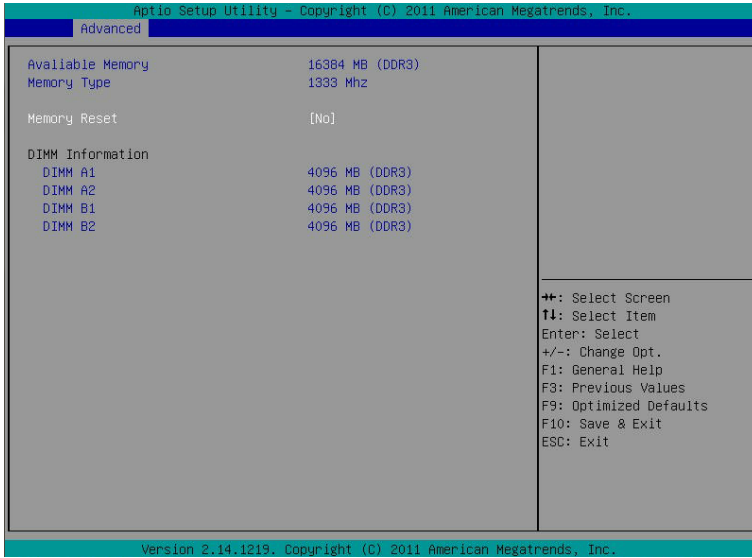 Aptio Setup Utility – Copyright (C) 2011 American Megatrends, Inc.
Advanced
Avaliable Memory 16384 MB (DDR3)
Memory Type 1333 Mhz
Memory Reset [No]
DIMM Information
DIMM A1 4096 MB (DDR3)
DIMM A2 4096 MB (DDR3)
DIMM B1 4096 MB (DDR3)
DIMM B2 4096 MB (DDR3)
→←: Select Screen
↑↓: Select Item
Enter: Select
+/-: Change Opt.
F1: General Help
F3: Previous Values
F9: Optimized Defaults
F10: Save & Exit
ESC: Exit
Version 2.14.1219. Copyright (C) 2011 American Megatrends, Inc.